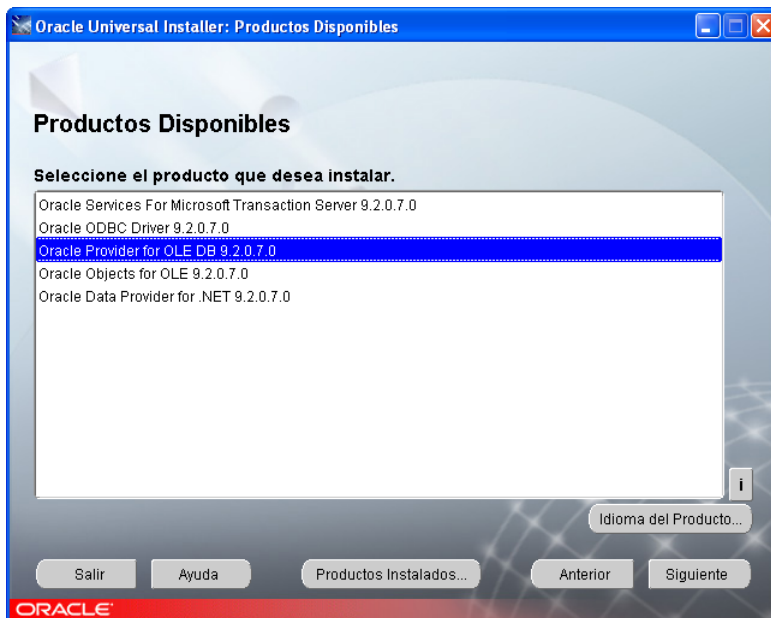 Oracle Universal Installer: Productos Disponibles
Productos Disponibles
Seleccione el producto que desea instalar.
Oracle Services For Microsoft Transaction Server 9.2.0.7.0
Oracle ODBC Driver 9.2.0.7.0
Oracle Provider for OLE DB 9.2.0.7.0
Oracle Objects for OLE 9.2.0.7.0
Oracle Data Provider for .NET 9.2.0.7.0
i
Idioma del Producto...
Salir Ayuda Productos Instalados... Anterior Siguiente
ORACLE